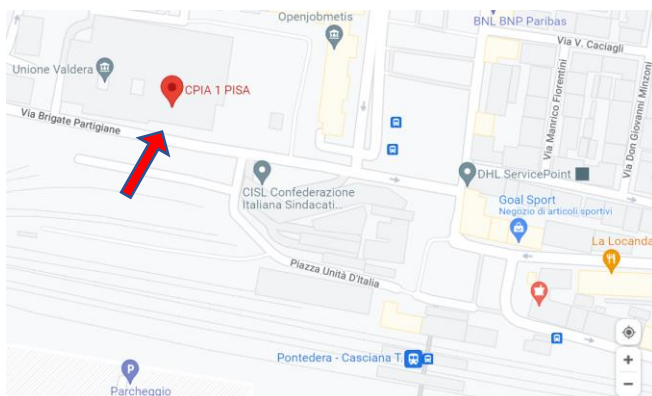 Openjobmetis
BNL BNP Paribas
Via V. Caciagli
Unione Valdera
CPIA 1 PISA
Via Manrico Fiorentini
Via Don Giovanni Minzoni
Via Brigate Partigiane
DHL ServicePoint
CISL Confederazione
Italiana Sindacati...
Goal Sport
Negozio di articoli sportivi
La Locanda
Piazza Unità D'Italia
Pontedera - Casciana T.
P
Parcheggio